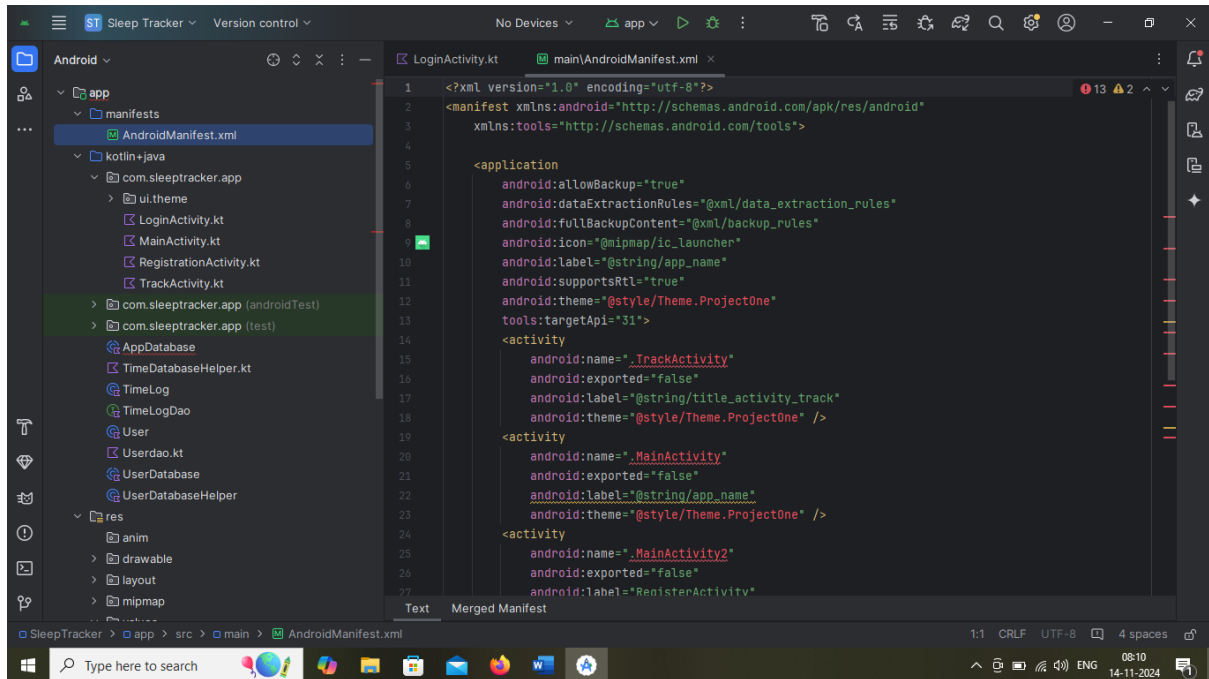 ST Sleep Tracker Version control No Devices app
Android
LoginActivity.kt main\AndroidManifest.xml
app
manifests
AndroidManifest.xml
kotlin+java
com.sleeptracker.app
ui.theme
LoginActivity.kt
MainActivity.kt
RegistrationActivity.kt
TrackActivity.kt
com.sleeptracker.app (androidTest)
com.sleeptracker.app (test)
AppDatabase
TimeDatabaseHelper.kt
TimeLog
TimeLogDao
User
Userdao.kt
UserDatabase
UserDatabaseHelper
res
anim
drawable
layout
mipmap
values
13 2
1 <?xml version="1.0" encoding="utf-8"?>
2 <manifest xmlns:android="http://schemas.android.com/apk/res/android"
3 xmlns:tools="http://schemas.android.com/tools">
4
5 <application
6 android:allowBackup="true"
7 android:dataExtractionRules="@xml/data_extraction_rules"
8 android:fullBackupContent="@xml/backup_rules"
9 android:icon="@mipmap/ic_launcher"
10 android:label="@string/app_name"
11 android:supportsRtl="true"
12 android:theme="@style/Theme.ProjectOne"
13 tools:targetApi="31">
14 <activity
15 android:name=".TrackActivity"
16 android:exported="false"
17 android:label="@string/title_activity_track"
18 android:theme="@style/Theme.ProjectOne" />
19 <activity
20 android:name=".MainActivity"
21 android:exported="false"
22 android:label="@string/app_name"
23 android:theme="@style/Theme.ProjectOne" />
24 <activity
25 android:name=".MainActivity2"
26 android:exported="false"
27 android:label="RegisterActivity"
Text Merged Manifest
SleepTracker > app > src > main > AndroidManifest.xml 1:1 CRLF UTF-8 4 spaces
Type here to search ENG 08:10
14-11-2024